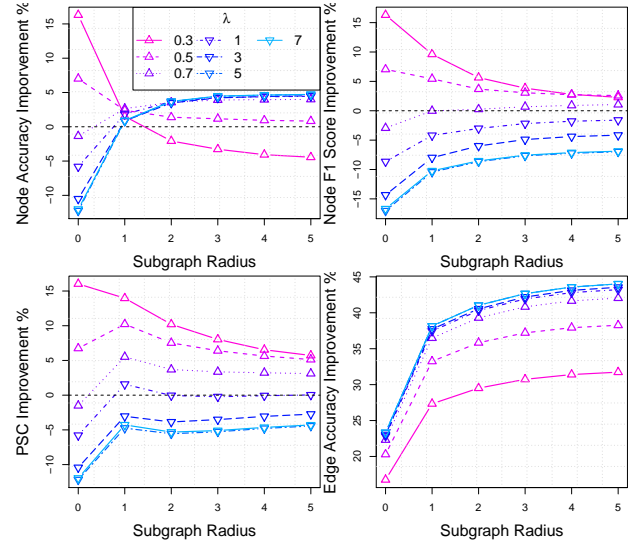 Node Accuracy Imporvement %
15
10
5
0
−5
−10
λ
0.3 1 7
0.5 3
0.7 5
0 1 2 3 4 5
Subgraph Radius
Node F1 Score Improvement %
15
10
5
0
−5
−10
−15
0 1 2 3 4 5
Subgraph Radius
PSC Improvement %
15
10
5
0
−5
−10
0 1 2 3 4 5
Subgraph Radius
Edge Accuracy Improvement %
45
40
35
30
25
20
0 1 2 3 4 5
Subgraph Radius